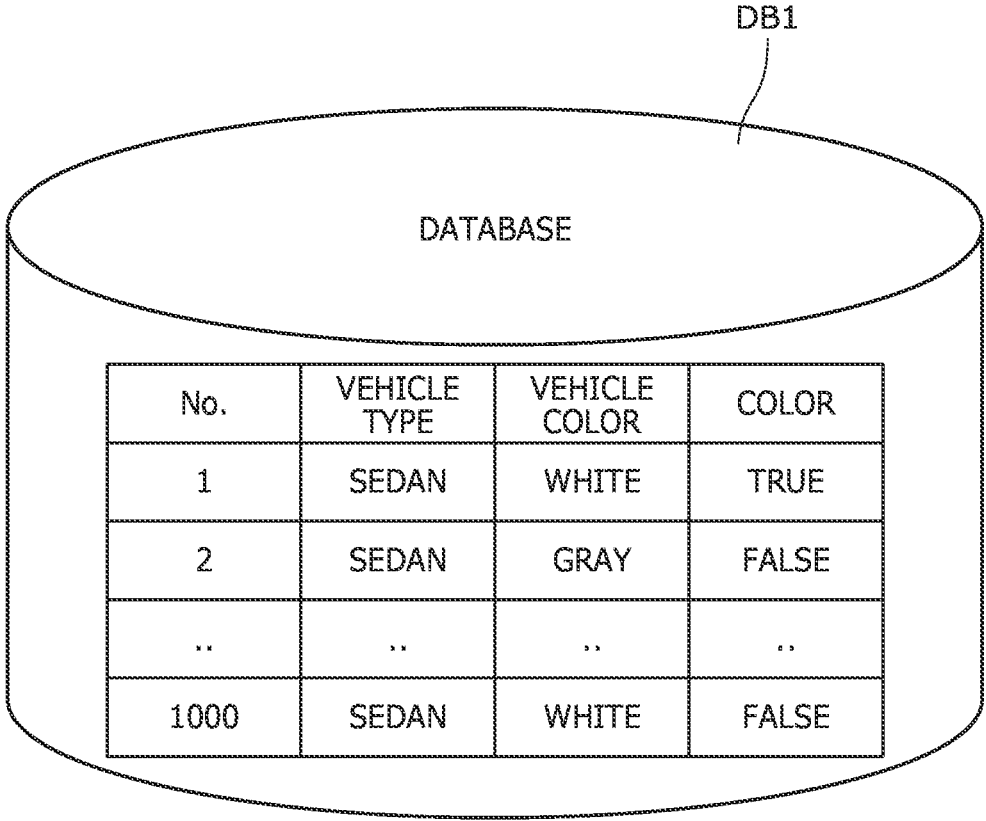 DB1
DATABASE
No. VEHICLE TYPE VEHICLE COLOR COLOR
1 SEDAN WHITE TRUE
2 SEDAN GRAY FALSE
.. .. .. ..
1000 SEDAN WHITE FALSE